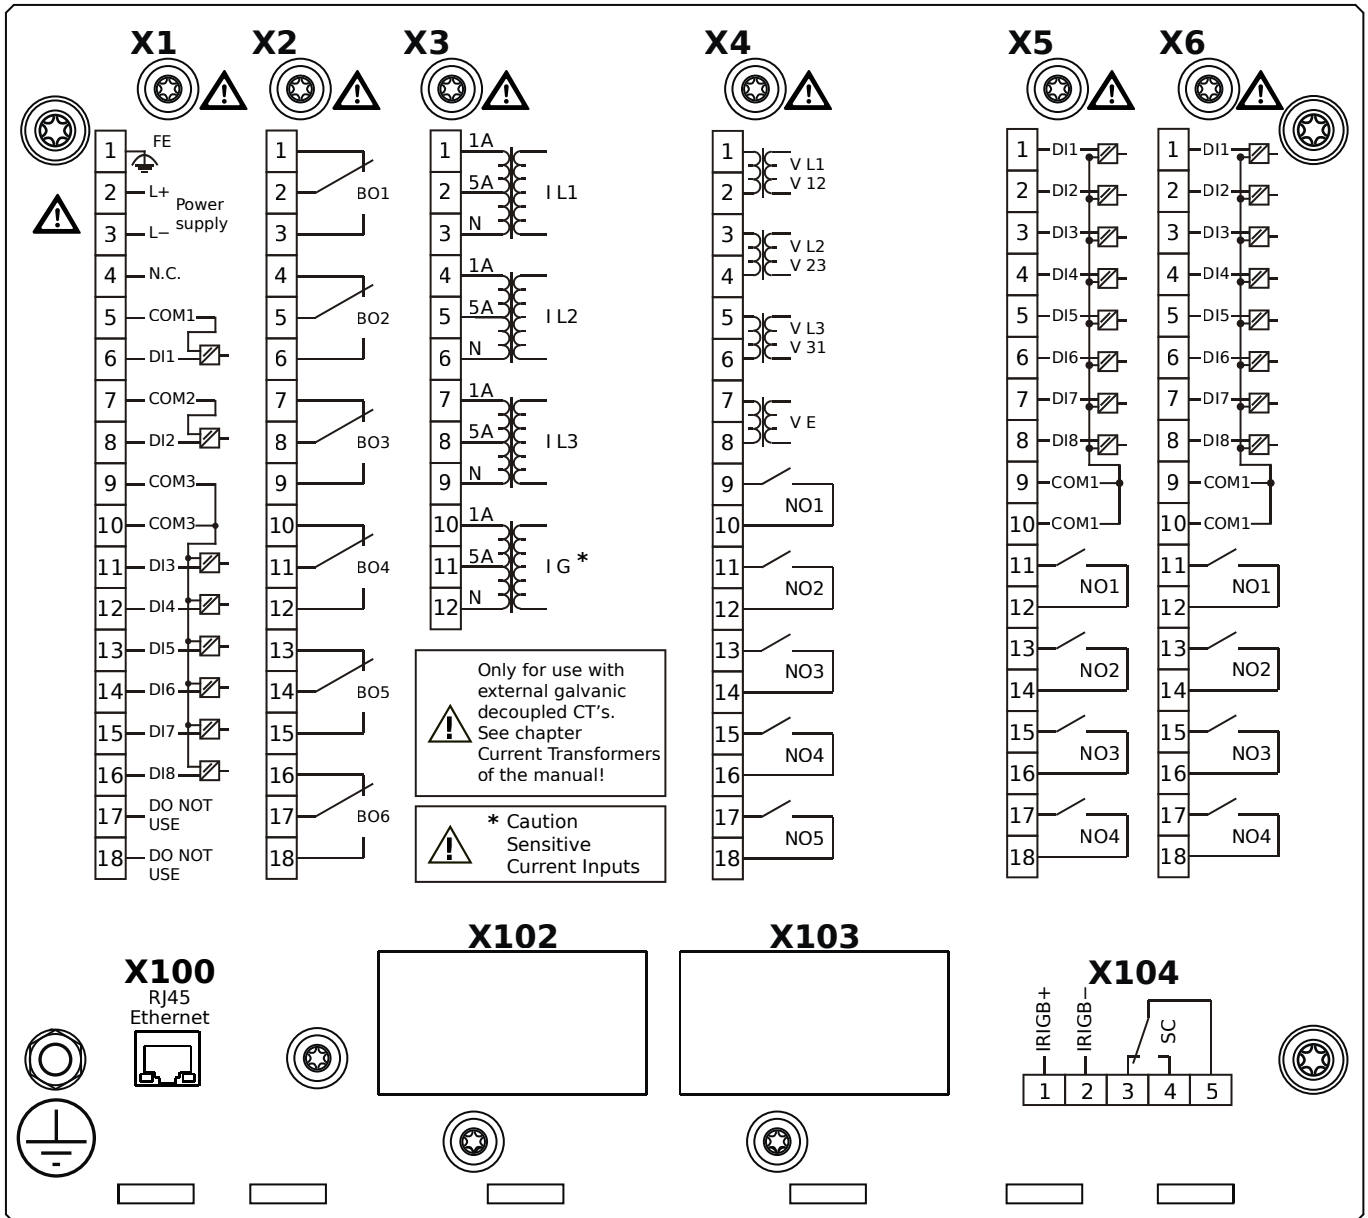 X1
X2
X3
X4
X5
X6
1 FE
2 L+
Power
supply
3 L−
4 N.C.
5 COM1
6 DI1
7 COM2
8 DI2
9 COM3
10 COM3
11 DI3
12 DI4
13 DI5
14 DI6
15 DI7
16 DI8
17 DO NOT
USE
18 DO NOT
USE
1
2 BO1
3
4
5 BO2
6
7
8 BO3
9
10
11 BO4
12
13
14 BO5
15
16
17 BO6
18
1 1A
2 5A I L1
3 N
4 1A
5 5A I L2
6 N
7 1A
8 5A I L3
9 N
10 1A
11 5A I G *
12 N
Only for use with
external galvanic
decoupled CT's.
See chapter
Current Transformers
of the manual!
* Caution
Sensitive
Current Inputs
1 V L1
2 V 12
3 V L2
4 V 23
5 V L3
6 V 31
7
V E
8
9
NO1
10
11
NO2
12
13
NO3
14
15
NO4
16
17
NO5
18
1 DI1
2 DI2
3 DI3
4 DI4
5 DI5
6 DI6
7 DI7
8 DI8
9 COM1
10 COM1
11
NO1
12
13
NO2
14
15
NO3
16
17
NO4
18
1 DI1
2 DI2
3 DI3
4 DI4
5 DI5
6 DI6
7 DI7
8 DI8
9 COM1
10 COM1
11
NO1
12
13
NO2
14
15
NO3
16
17
NO4
18
X100
RJ45
Ethernet
X102
X103
X104
IRIGB+
IRIGB−
SC
1 2 3 4 5